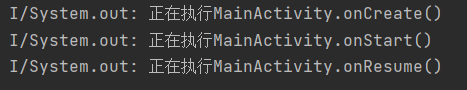 I/System.out: 正在执行MainActivity.onCreate()
I/System.out: 正在执行MainActivity.onStart()
I/System.out: 正在执行MainActivity.onResume()